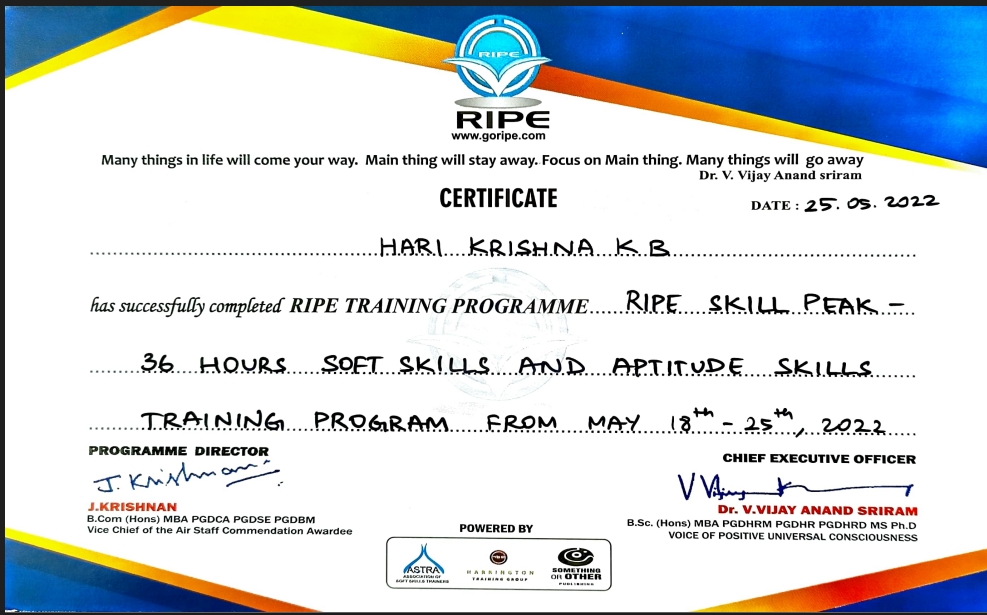 RIPE
RIPE
www.goripe.com
Many things in life will come your way. Main thing will stay away. Focus on Main thing. Many things will go away
Dr. V. Vijay Anand sriram
CERTIFICATE
DATE : 25. 05. 2022
HARI KRISHNA K B
has successfully completed RIPE TRAINING PROGRAMME RIPE SKILL PEAK -
36 HOURS SOFT SKILLS AND APTITUDE SKILLS
TRAINING PROGRAM FROM MAY 18th - 25th, 2022
PROGRAMME DIRECTOR
J. Krishnan
J.KRISHNAN
B.Com (Hons) MBA PGDCA PGDSE PGDBM
Vice Chief of the Air Staff Commendation Awardee
CHIEF EXECUTIVE OFFICER
V Vijay
Dr. V.VIJAY ANAND SRIRAM
B.Sc. (Hons) MBA PGDHRM PGDHR PGDHRD MS Ph.D
VOICE OF POSITIVE UNIVERSAL CONSCIOUSNESS
POWERED BY
ASTRA
ASSOCIATION OF
SOFT SKILLS TRAINERS
HARRINGTON
TRAINING GROUP
SOMETHING
OR OTHER
PUBLISHING